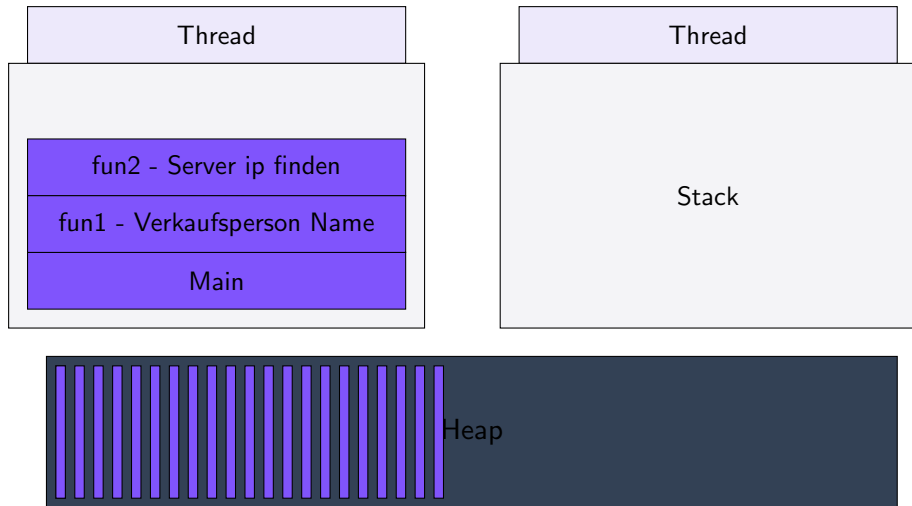 Thread
Thread
fun2 - Server ip finden
fun1 - Verkaufsperson Name
Main
Stack
Heap